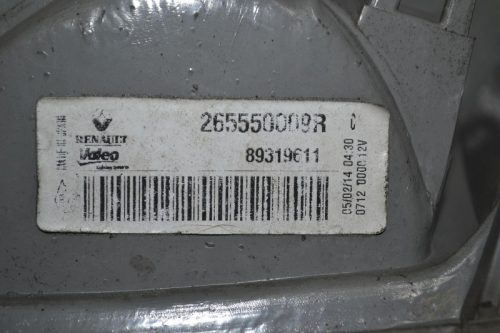 RENAULT
Valeo
265550009R C
89319611
05/02/14 04:30
0712 0000 12V